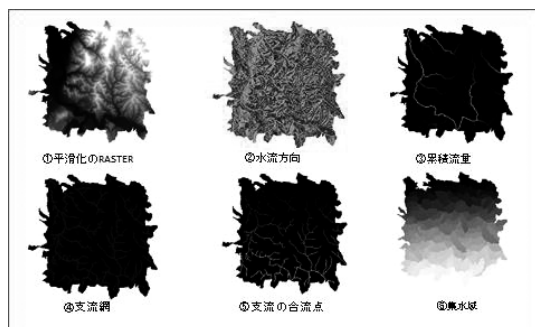 ①平滑化のRASTER
②水流方向
③累積流量
④支流網
⑤支流の合流点
⑥集水域